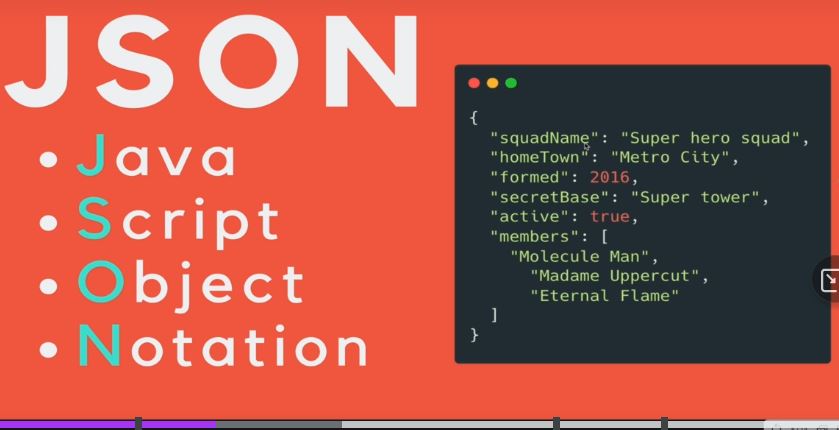 JSON
• Java
• Script
• Object
• Notation
{
"squadName": "Super hero squad",
"homeTown": "Metro City",
"formed": 2016,
"secretBase": "Super tower",
"active": true,
"members": [
"Molecule Man",
"Madame Uppercut",
"Eternal Flame"
]
}